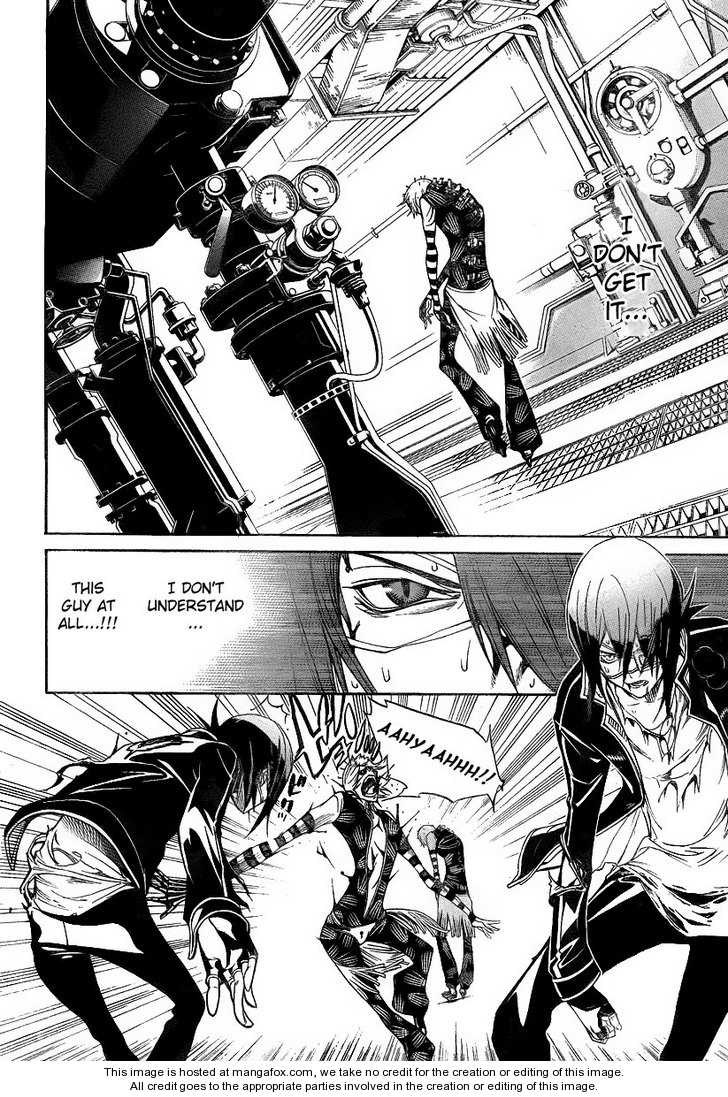 I
DON'T
GET
IT...
I DON'T
UNDERSTAND
...
THIS
GUY AT
ALL...!!!
AAHYAAHHH!!
This image is hosted at mangafox.com, we take no credit for the creation or editing of this image.
All credit goes to the appropriate parties involved in the creation or editing of this image.